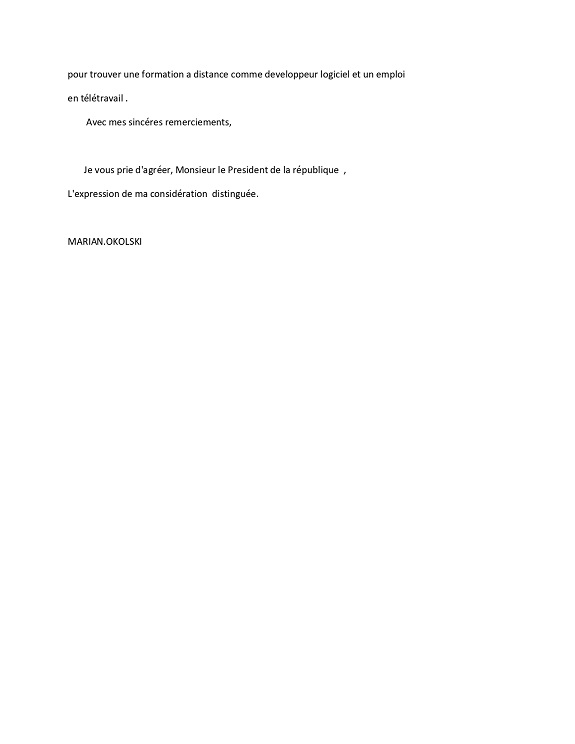 pour trouver une formation a distance comme developpeur logiciel et un emploi
en télétravail .
Avec mes sincéres remerciements,
Je vous prie d'agréer, Monsieur le President de la république ,
L'expression de ma considération distinguée.
MARIAN.OKOLSKI